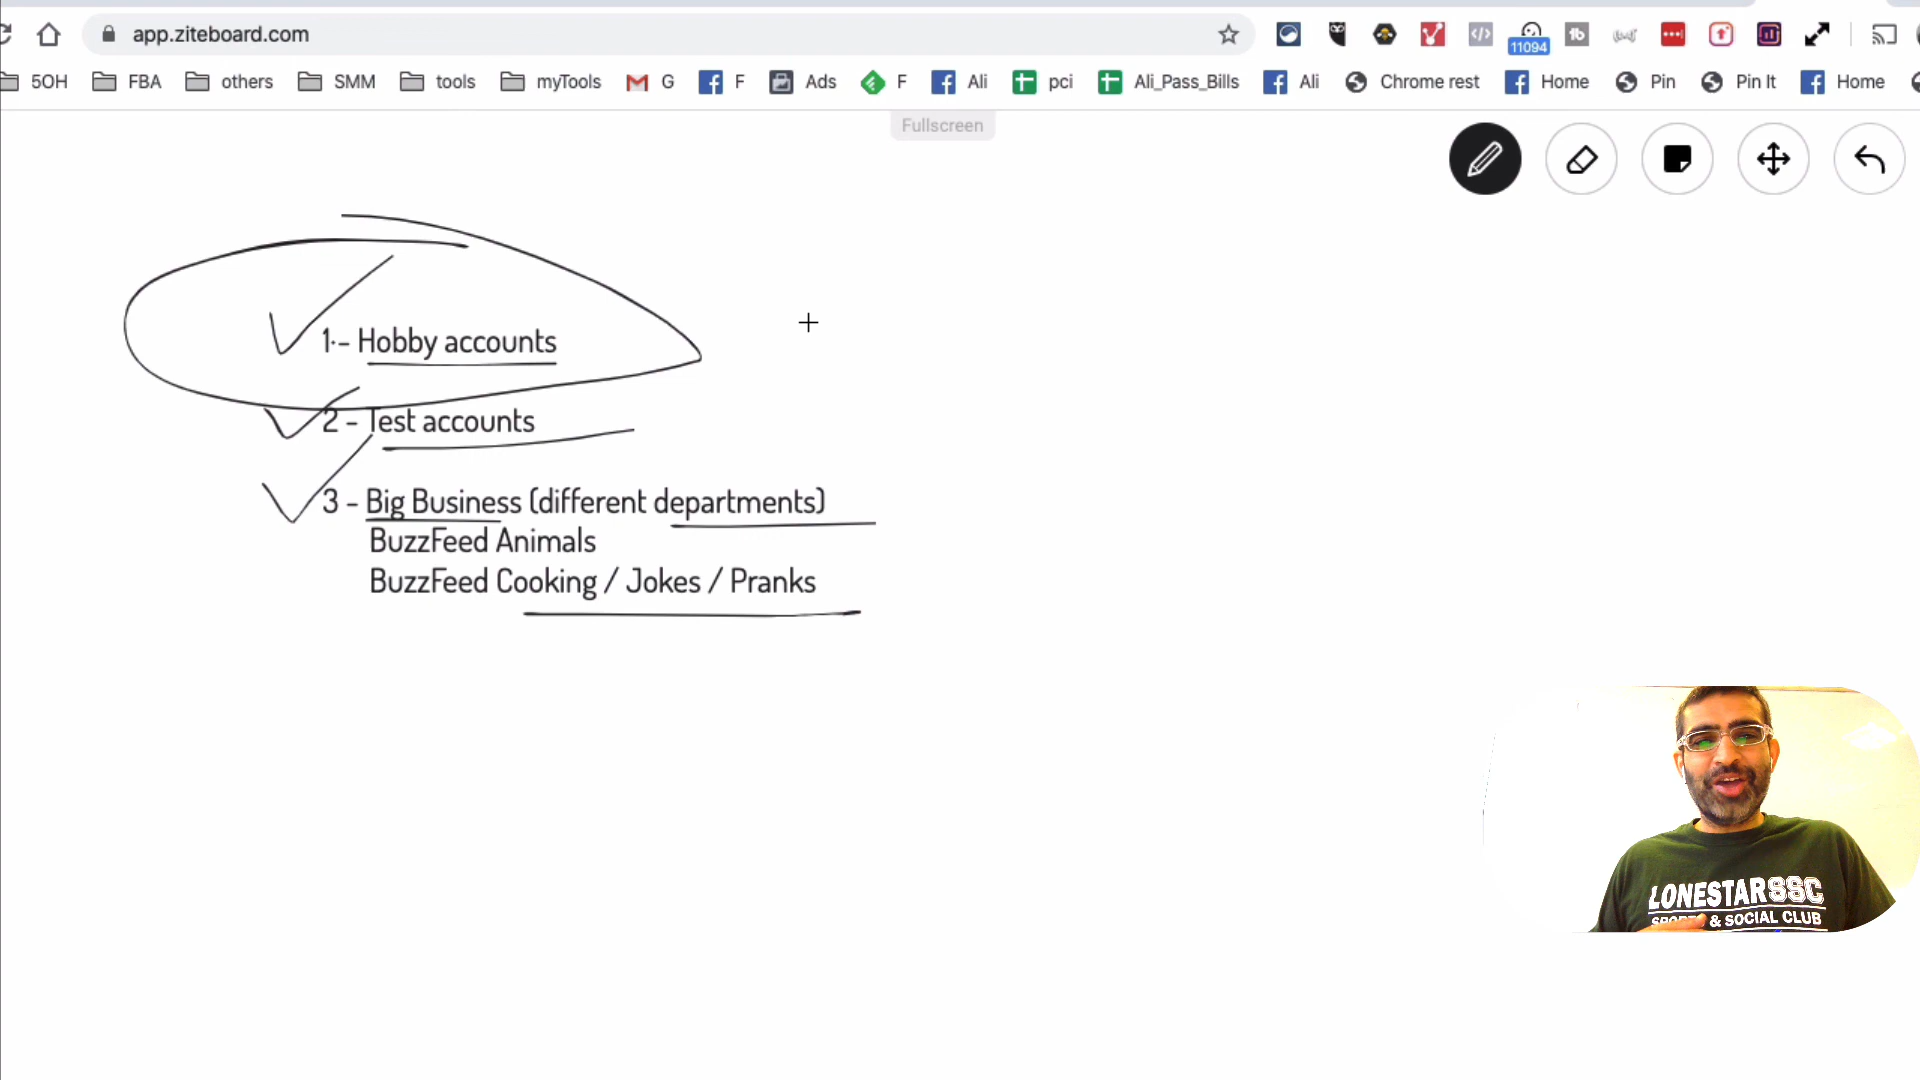 app.ziteboard.com
11094
5OH FBA others SMM tools myTools G F Ads F Ali pci Ali_Pass_Bills Ali Chrome rest Home Pin Pin It Home
Fullscreen
1·- Hobby accounts
2 - Test accounts
3 - Big Business (different departments)
BuzzFeed Animals
BuzzFeed Cooking / Jokes / Pranks
LONESTARSSC
SPORTS & SOCIAL CLUB